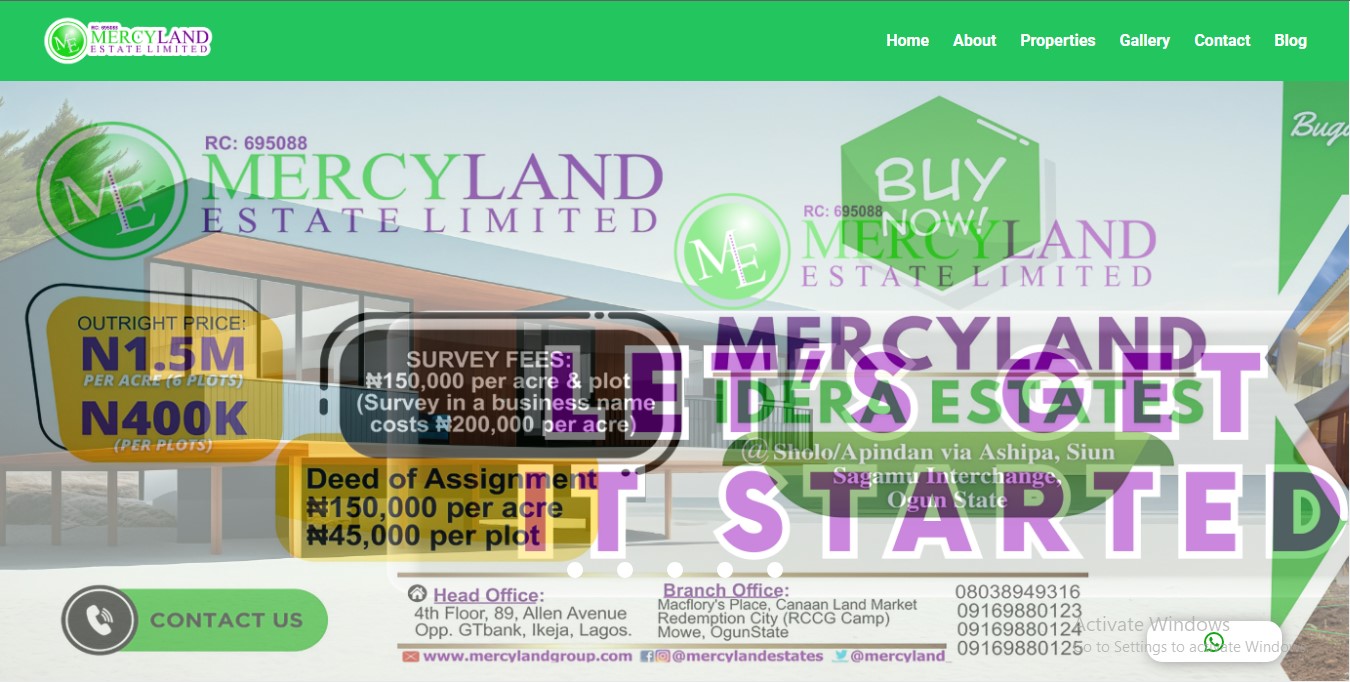 RC: 695088
MERCYLAND
ESTATE LIMITED
Home About Properties Gallery Contact Blog
RC: 695088
MERCYLAND
ESTATE LIMITED
ME
BUY
NOW!
RC: 695088
MERCYLAND
ESTATE LIMITED
ME
OUTRIGHT PRICE:
N1.5M
PER ACRE (6 PLOTS)
N400K
(PER PLOTS)
SURVEY FEES:
₦150,000 per acre & plot
(Survey in a business name
costs ₦200,000 per acre)
Deed of Assignment
₦150,000 per acre
₦45,000 per plot
MERCYLAND
IDERA ESTATES
@ Sholo/Apindan via Ashipa, Siun
Sagamu Interchange,
Ogun State
LET'S GET
IT STARTED
CONTACT US
Head Office:
4th Floor, 89, Allen Avenue
Opp. GTbank, Ikeja, Lagos.
Branch Office:
Macflory's Place, Canaan Land Market
Redemption City (RCCG Camp)
Mowe, OgunState
08038949316
09169880123
09169880124
09169880125
www.mercylandgroup.com @mercylandestates @mercyland_
Activate Windows
Go to Settings to activate Windows